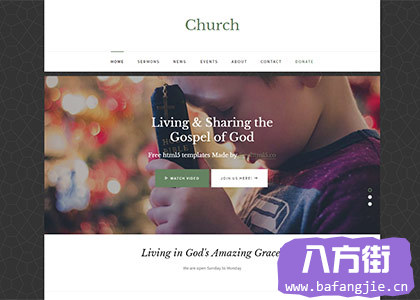 Church
HOME SERMONS NEWS EVENTS ABOUT CONTACT DONATE
Living & Sharing the
Gospel of God
Free html5 templates Made by
WATCH VIDEO JOIN US HERE!
Living in God's Amazing Grace
We are open Sunday to Monday
八方街
www.bafangjie.cn